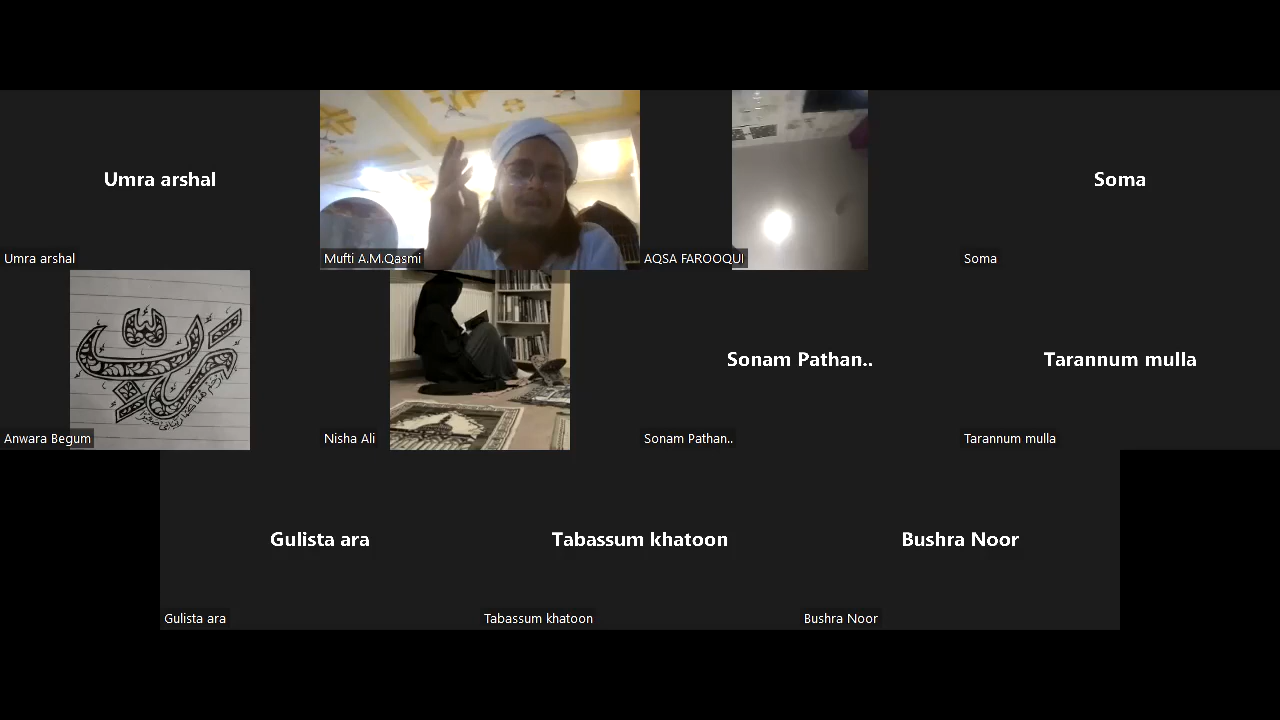 Umra arshal
Umra arshal
Mufti A.M.Qasmi
AQSA FAROOQUI
Soma
Soma
Anwara Begum
Nisha Ali
Sonam Pathan..
Sonam Pathan..
Tarannum mulla
Tarannum mulla
Gulista ara
Gulista ara
Tabassum khatoon
Tabassum khatoon
Bushra Noor
Bushra Noor